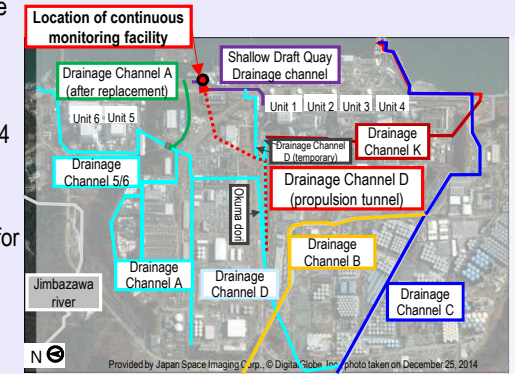 e
Location of continuous
monitoring facility
Shallow Draft Quay
Drainage channel
Drainage Channel A
(after replacement)
Unit 1
Unit 2
Unit 3
Unit 4
Unit 6
Unit 5
4
Drainage Channel
D (temporary)
Drainage
Channel K
Drainage
Channel 5/6
Drainage Channel D
(propulsion tunnel)
Okuma dori
for
Drainage
Channel B
Jimbazawa
river
Drainage
Channel A
Drainage
Channel D
Drainage
Channel C
N
Provided by Japan Space Imaging Corp., © DigitalGlobe, Inc., photo taken on December 25, 2014